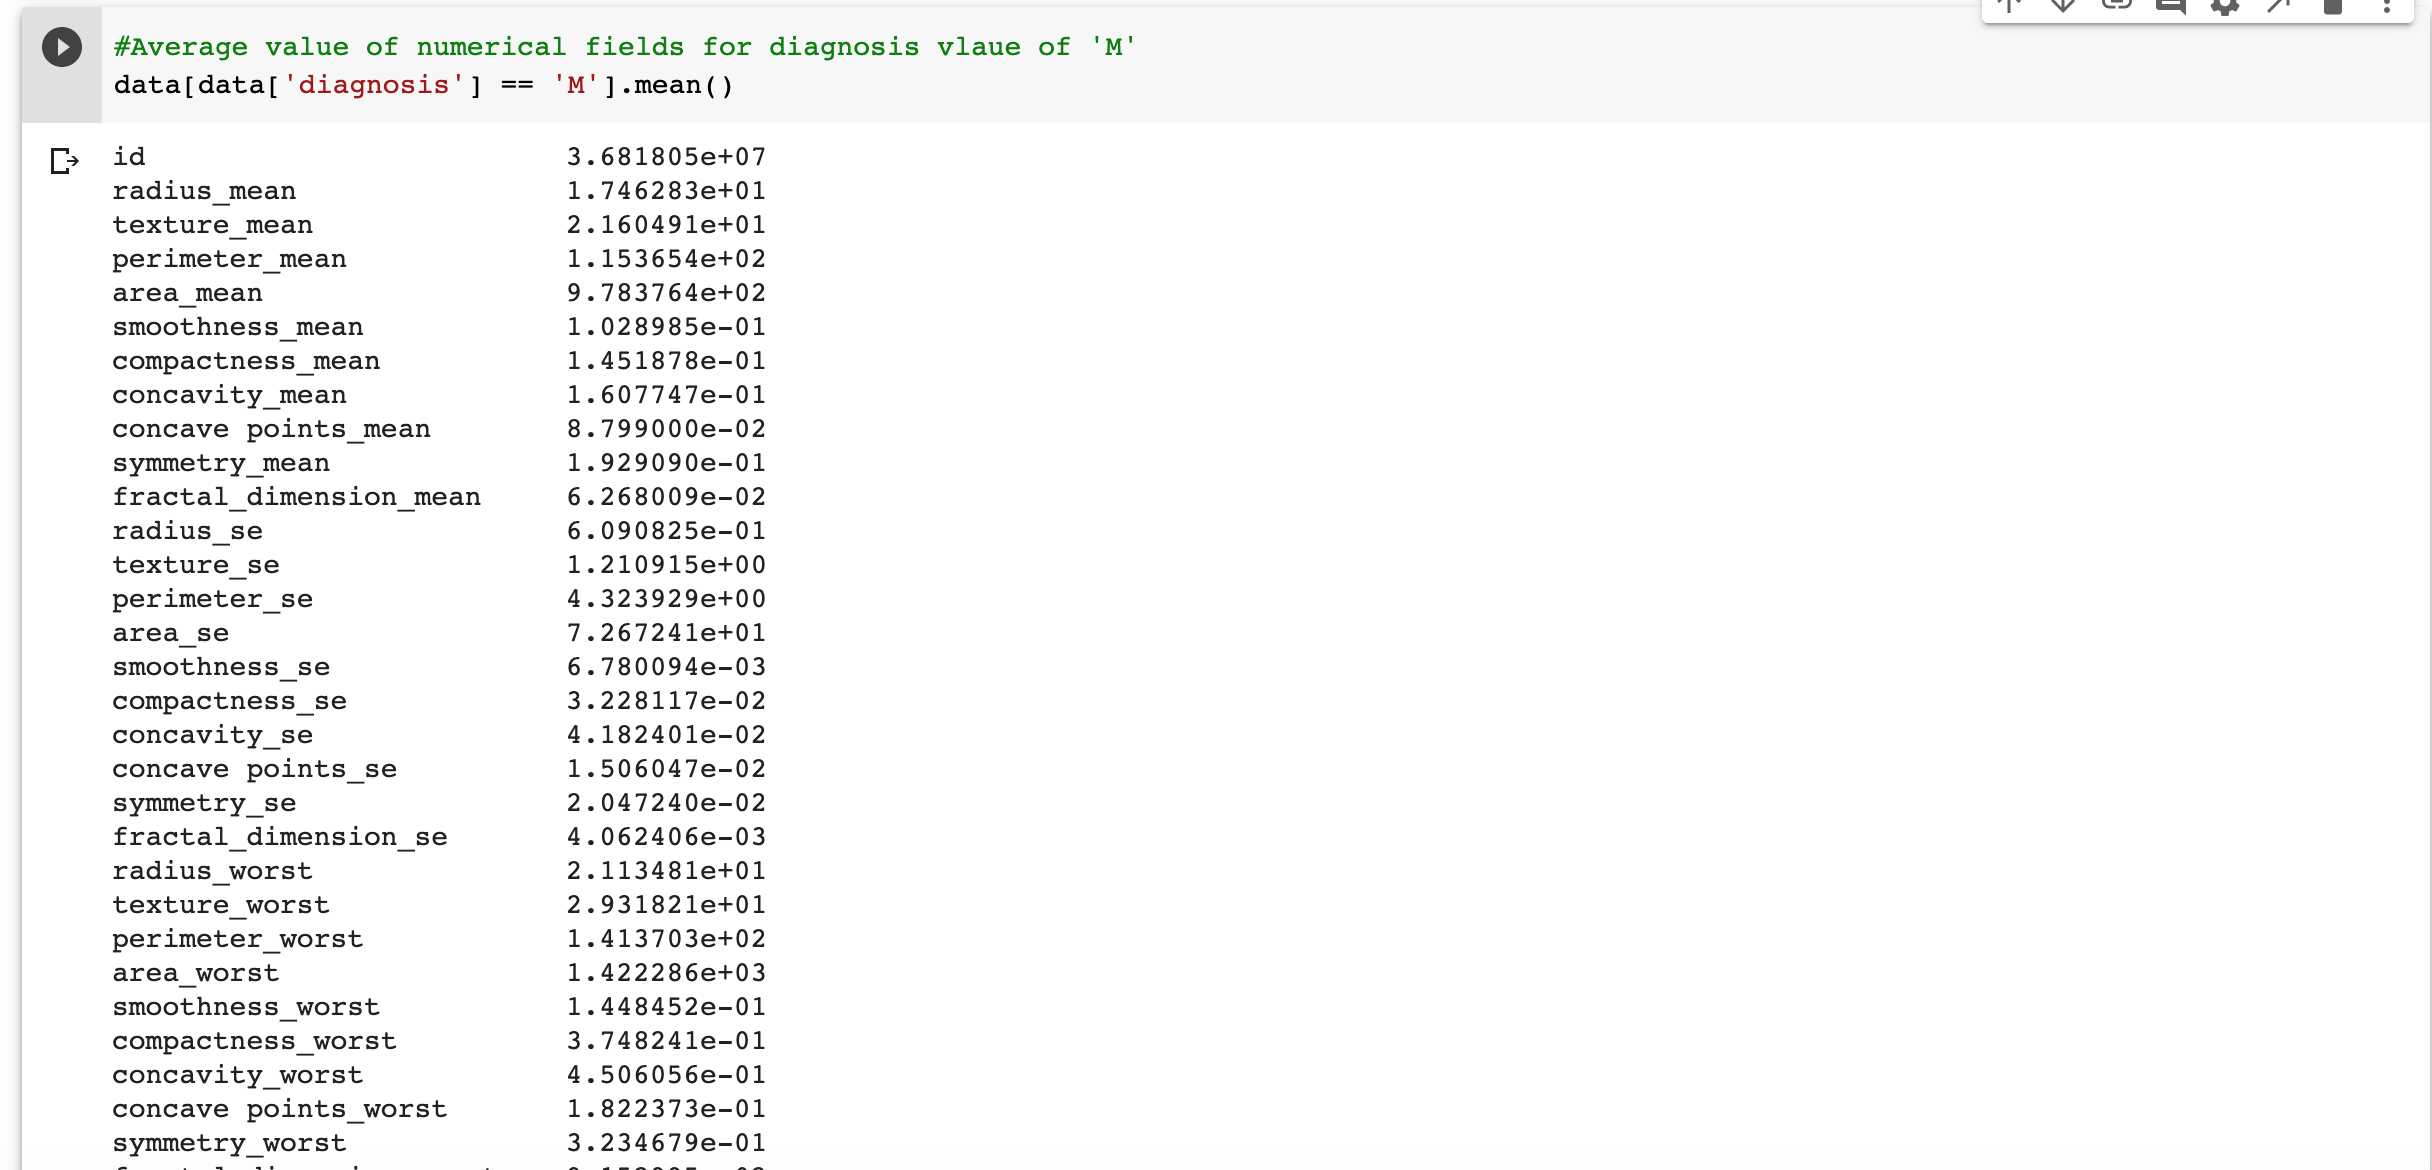 #Average value of numerical fields for diagnosis vlaue of 'M'
data[data['diagnosis'] == 'M'].mean()
id 3.681805e+07
radius_mean 1.746283e+01
texture_mean 2.160491e+01
perimeter_mean 1.153654e+02
area_mean 9.783764e+02
smoothness_mean 1.028985e-01
compactness_mean 1.451878e-01
concavity_mean 1.607747e-01
concave points_mean 8.799000e-02
symmetry_mean 1.929090e-01
fractal_dimension_mean 6.268009e-02
radius_se 6.090825e-01
texture_se 1.210915e+00
perimeter_se 4.323929e+00
area_se 7.267241e+01
smoothness_se 6.780094e-03
compactness_se 3.228117e-02
concavity_se 4.182401e-02
concave points_se 1.506047e-02
symmetry_se 2.047240e-02
fractal_dimension_se 4.062406e-03
radius_worst 2.113481e+01
texture_worst 2.931821e+01
perimeter_worst 1.413703e+02
area_worst 1.422286e+03
smoothness_worst 1.448452e-01
compactness_worst 3.748241e-01
concavity_worst 4.506056e-01
concave points_worst 1.822373e-01
symmetry_worst 3.234679e-01